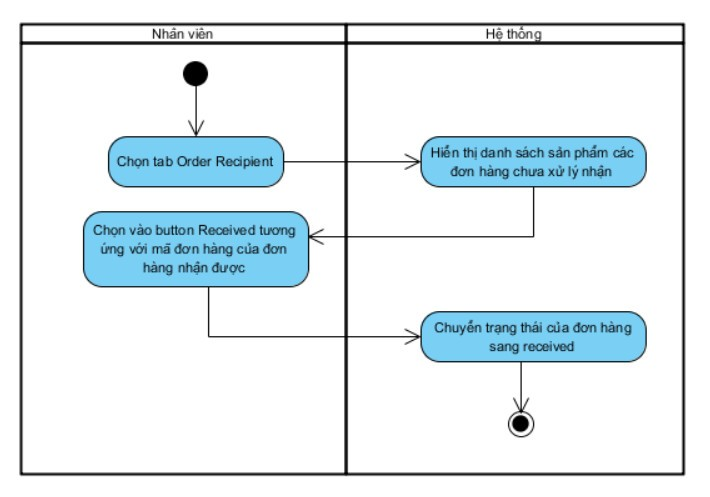 Nhân viên
Hệ thống
Chọn tab Order Recipient
Hiển thị danh sách sản phẩm các
đơn hàng chưa xử lý nhận
Chọn vào button Received tương
ứng với mã đơn hàng của đơn
hàng nhận được
Chuyển trạng thái của đơn hàng
sang received